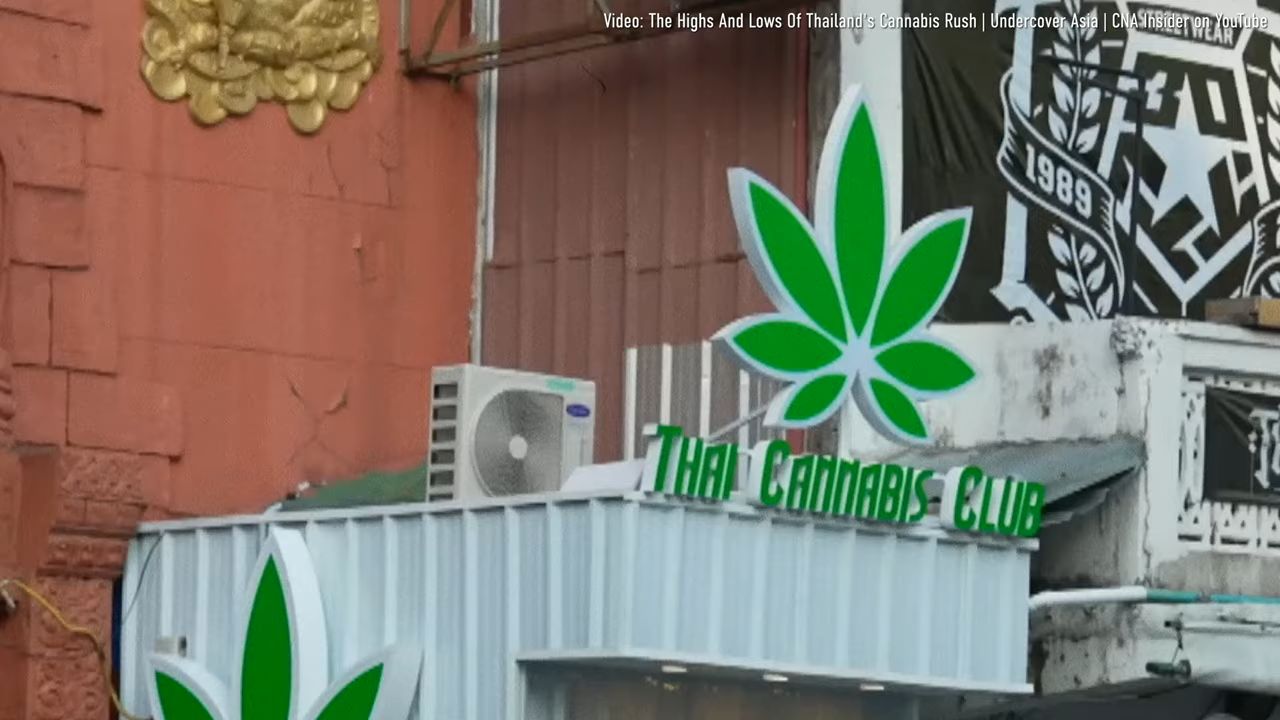 Video: The Highs And Lows Of Thailand's Cannabis Rush | Undercover Asia | CNA Insider on YouTube
STREETWEAR
1989
THAI CANNABIS CLUB